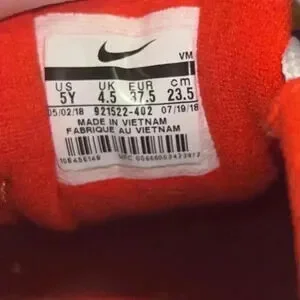 VM
US UK EUR cm
5Y 4.5 37.5 23.5
05/02/18 921522-402 07/19/18
MADE IN VIETNAM
FABRIQUE AU VIETNAM
UPC